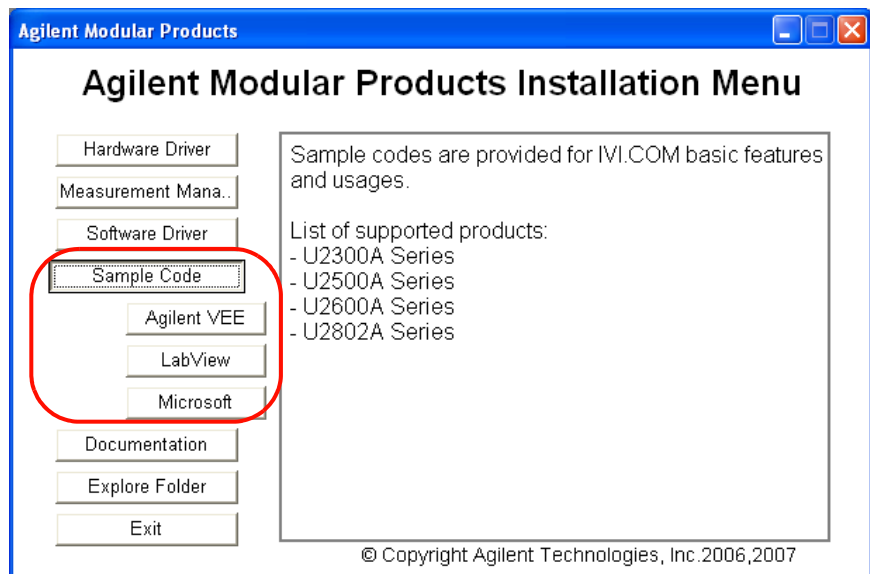 Agilent Modular Products
Agilent Modular Products Installation Menu
Hardware Driver
Measurement Mana..
Software Driver
Sample Code
Agilent VEE
LabView
Microsoft
Documentation
Explore Folder
Exit
Sample codes are provided for IVI.COM basic features
and usages.
List of supported products:
- U2300A Series
- U2500A Series
- U2600A Series
- U2802A Series
© Copyright Agilent Technologies, Inc.2006,2007